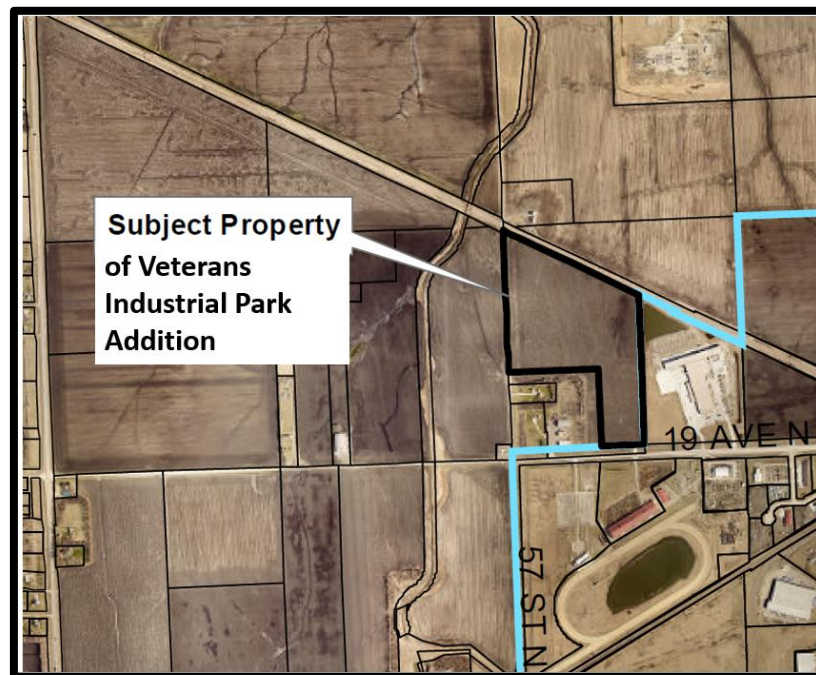 Subject Property
of Veterans
Industrial Park
Addition
19 AVE N
57 ST N